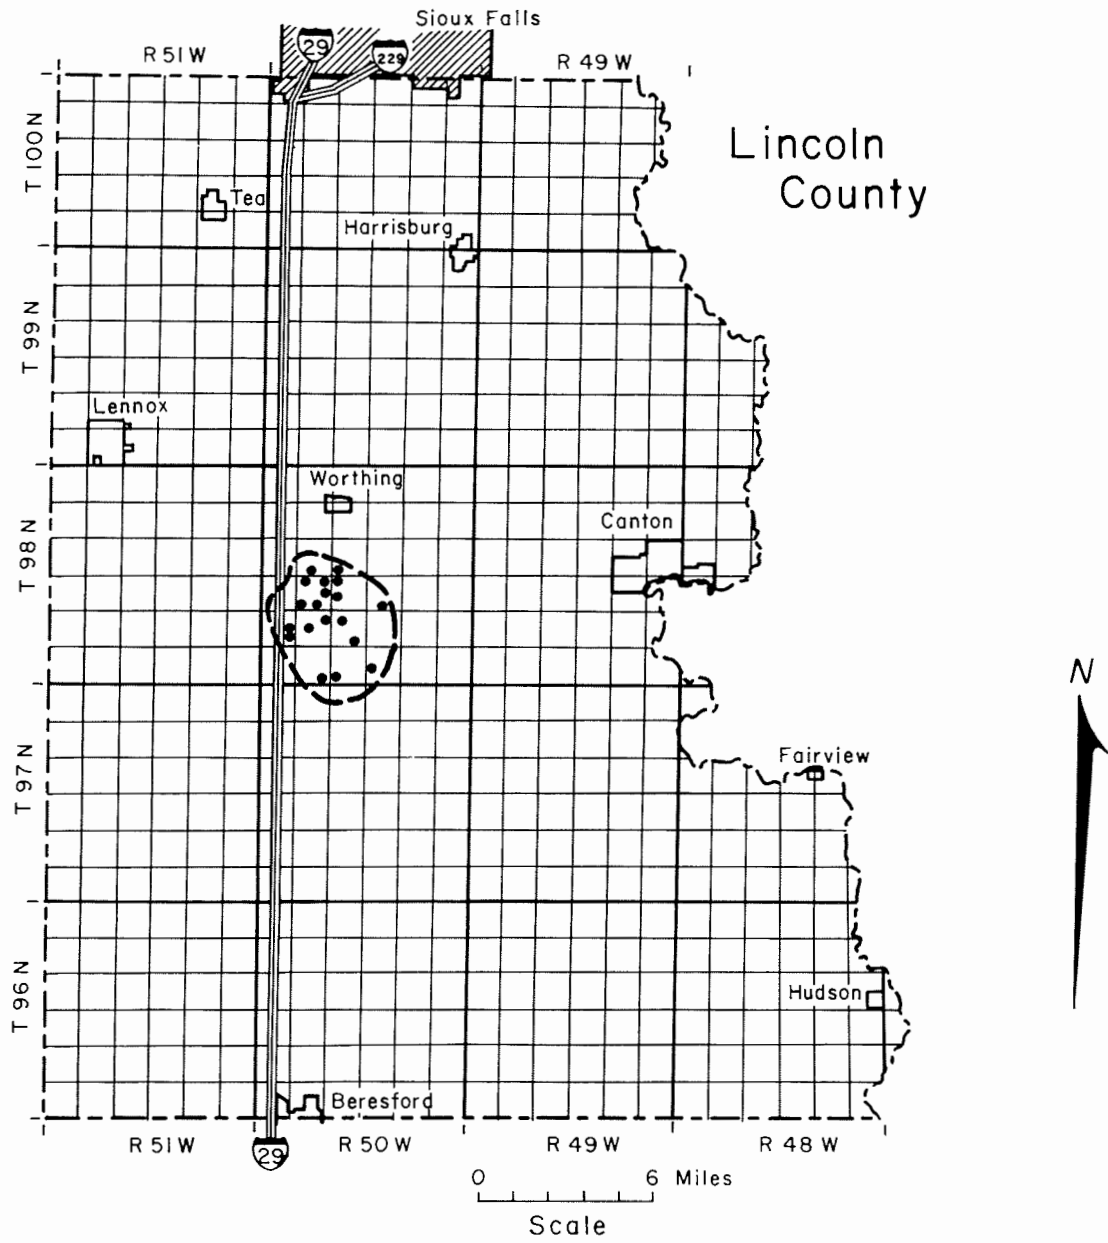 Sioux Falls
29
229
R 51 W
R 49 W
Lincoln
County
T 100 N
Tea
Harrisburg
T 99 N
Lennox
Worthing
Canton
T 98 N
N
Fairview
T 97 N
Hudson
T 96 N
Beresford
R 51 W
R 50 W
R 49 W
R 48 W
29
0
6 Miles
Scale